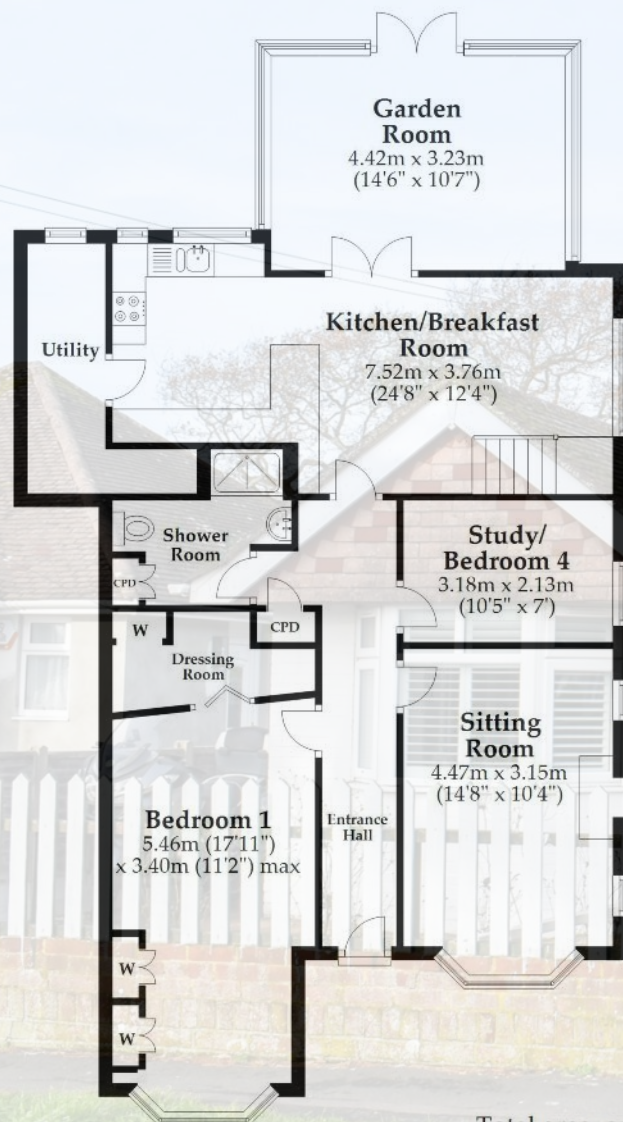 Garden
Room
4.42m x 3.23m
(14'6" x 10'7")
Utility
Kitchen/Breakfast
Room
7.52m x 3.76m
(24'8" x 12'4")
Shower
Room
Study/
Bedroom 4
3.18m x 2.13m
(10'5" x 7')
CPD
W
CPD
Dressing
Room
Sitting
Room
4.47m x 3.15m
(14'8" x 10'4")
Bedroom 1
5.46m (17'11")
x 3.40m (11'2") max
Entrance
Hall
W
W